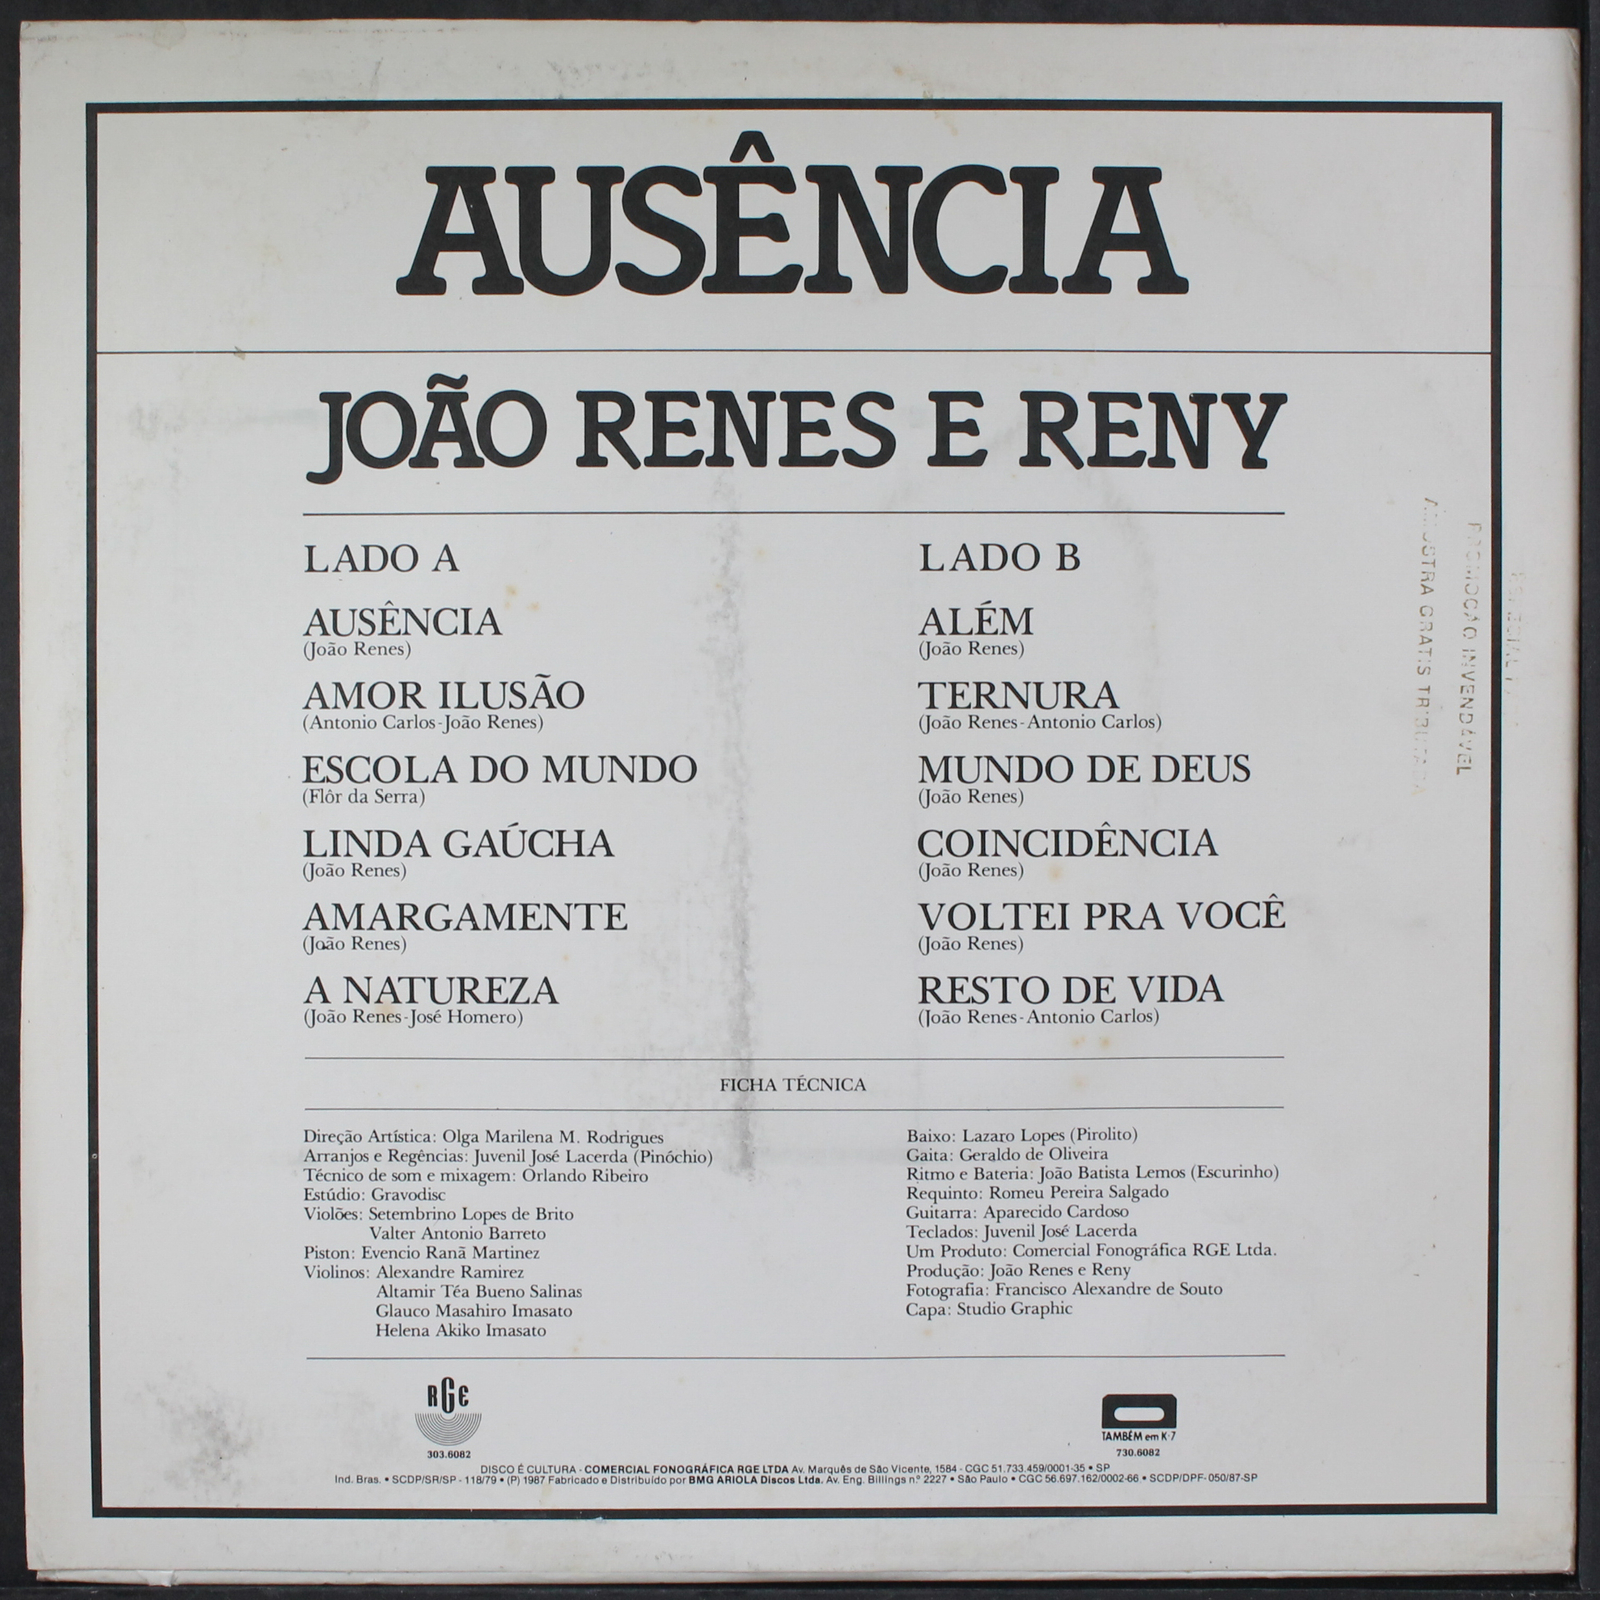 AUSÊNCIA
JOÃO RENES E RENY
LADO A
AUSÊNCIA
(João Renes)
AMOR ILUSÃO
(Antonio Carlos-João Renes)
ESCOLA DO MUNDO
(Flôr da Serra)
LINDA GAÚCHA
(João Renes)
AMARGAMENTE
(João Renes)
A NATUREZA
(João Renes-José Homero)
LADO B
ALÉM
(João Renes)
TERNURA
(João Renes-Antonio Carlos)
MUNDO DE DEUS
(João Renes)
COINCIDÊNCIA
(João Renes)
VOLTEI PRA VOCÊ
(João Renes)
RESTO DE VIDA
(João Renes-Antonio Carlos)
PROMOÇÃO INVENDÁVEL
AMOSTRA GRATIS
FICHA TÉCNICA
Direção Artística: Olga Marilena M. Rodrigues
Arranjos e Regências: Juvenil José Lacerda (Pinóchio)
Técnico de som e mixagem: Orlando Ribeiro
Estúdio: Gravodisc
Violões: Setembrino Lopes de Brito
Valter Antonio Barreto
Piston: Evencio Ranã Martinez
Violinos: Alexandre Ramirez
Altamir Téa Bueno Salinas
Glauco Masahiro Imasato
Helena Akiko Imasato
Baixo: Lazaro Lopes (Pirolito)
Gaita: Geraldo de Oliveira
Ritmo e Bateria: João Batista Lemos (Escurinho)
Requinto: Romeu Pereira Salgado
Guitarra: Aparecido Cardoso
Teclados: Juvenil José Lacerda
Um Produto: Comercial Fonográfica RGE Ltda.
Produção: João Renes e Reny
Fotografia: Francisco Alexandre de Souto
Capa: Studio Graphic
RGE
303.6082
TAMBÉM em K-7
730.6082
DISCO É CULTURA - COMERCIAL FONOGRÁFICA RGE LTDA Av. Marquês de São Vicente, 1584 - CGC 51.733.459/0001-35 • SP
Ind. Bras. • SCDP/SR/SP - 118/79 • (P) 1987 Fabricado e Distribuído por BMG ARIOLA Discos Ltda. Av. Eng. Billings n.º 2227 • São Paulo • CGC 56.697.162/0002-66 • SCDP/DPF-050/87-SP